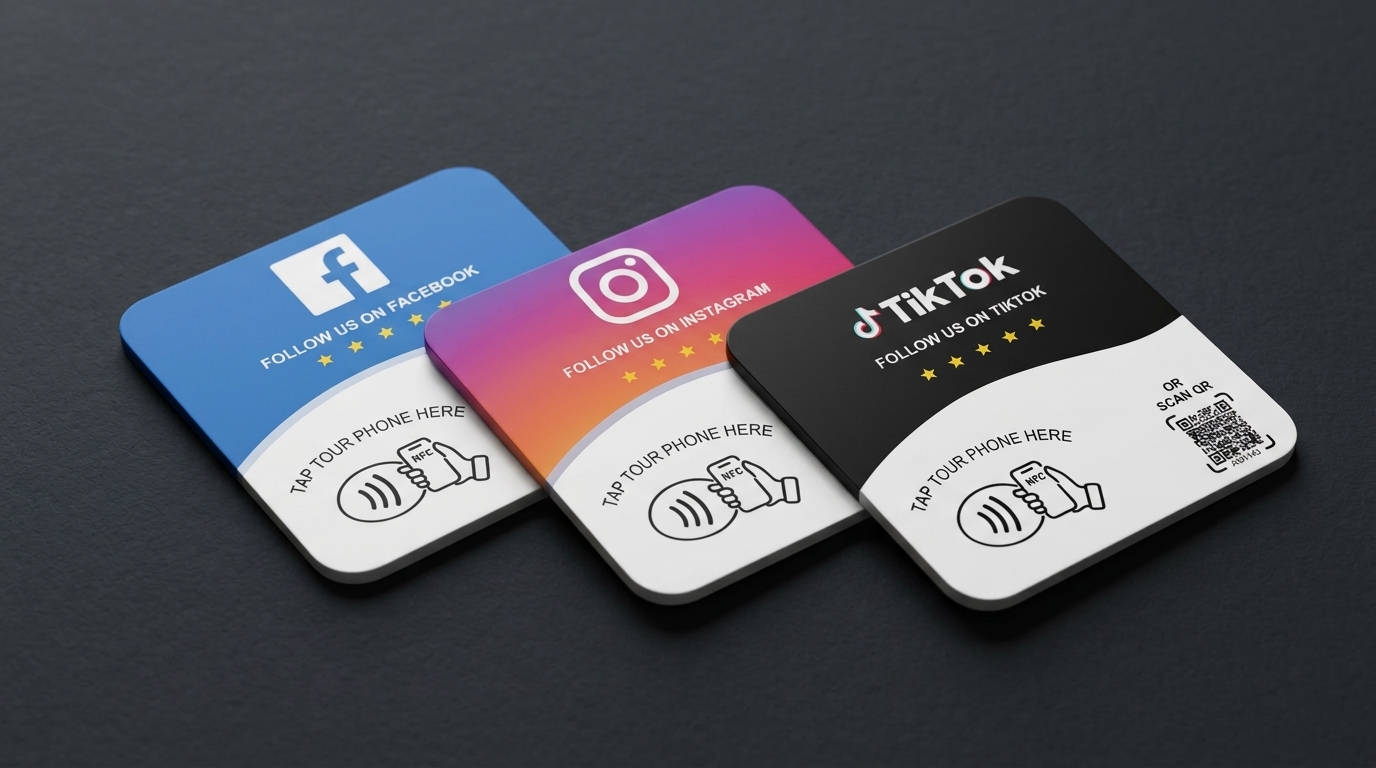 FOLLOW US ON FACEBOOK
TAP TOUR PHONE HERE
NFC
FOLLOW US ON INSTAGRAM
TAP TOUR PHONE HERE
NFC
TikTok
FOLLOW US ON TIKTOK
TAP TOUR PHONE HERE
OR
SCAN QR